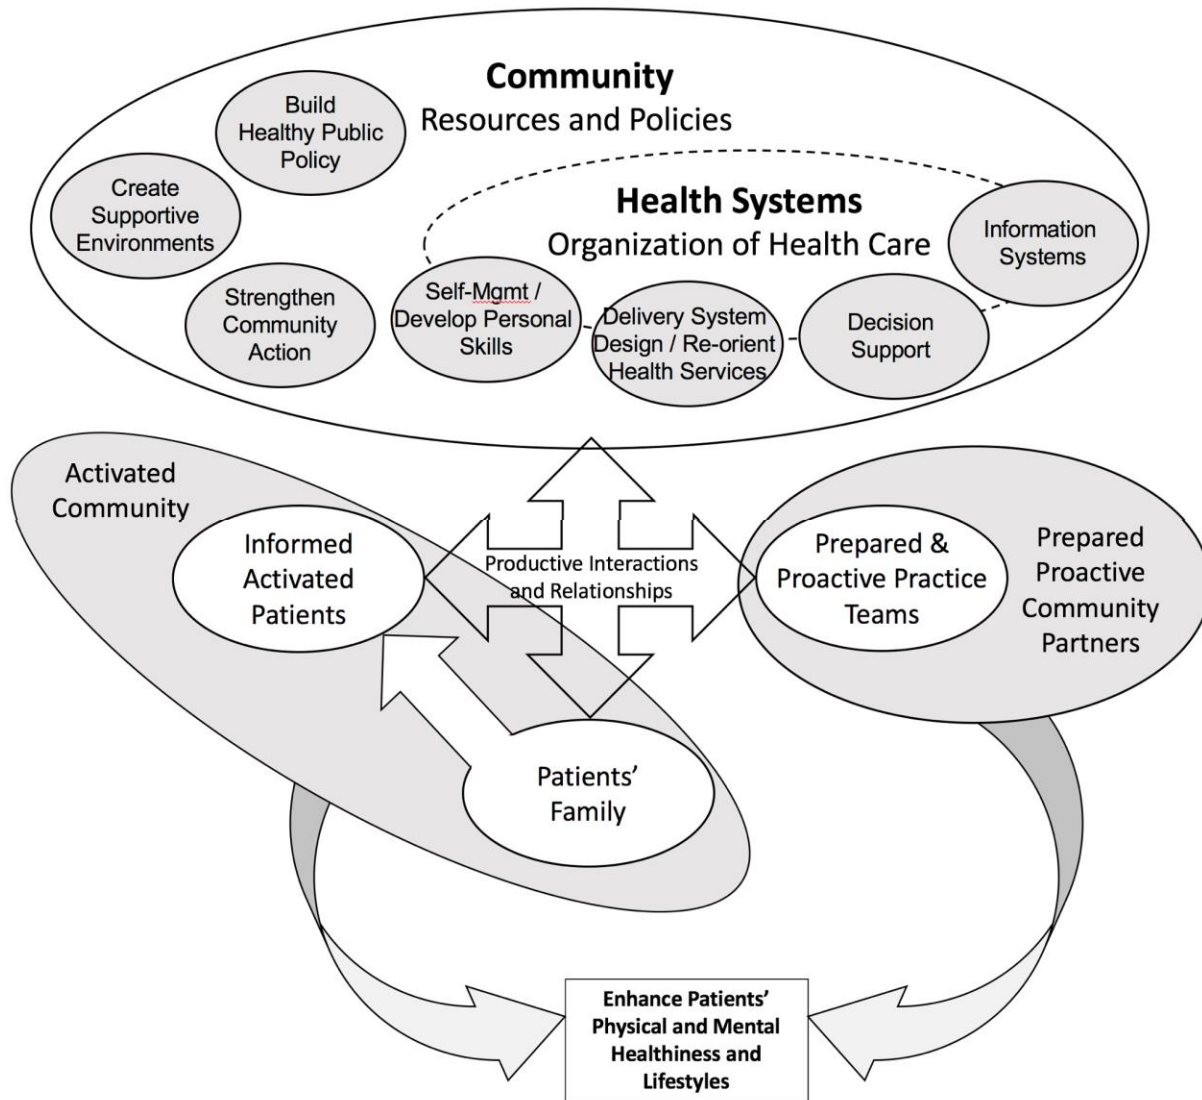 Community
Resources and Policies
Build
Healthy Public
Policy
Create
Supportive
Environments
Health Systems
Organization of Health Care
Information
Systems
Strengthen
Community
Action
Self-Mgmt /
Develop Personal
Skills
Delivery System
Design / Re-orient
Health Services
Decision
Support
Activated
Community
Informed
Activated
Patients
Productive Interactions
and Relationships
Prepared &
Proactive Practice
Teams
Prepared
Proactive
Community
Partners
Patients’
Family
Enhance Patients’
Physical and Mental
Healthiness and
Lifestyles